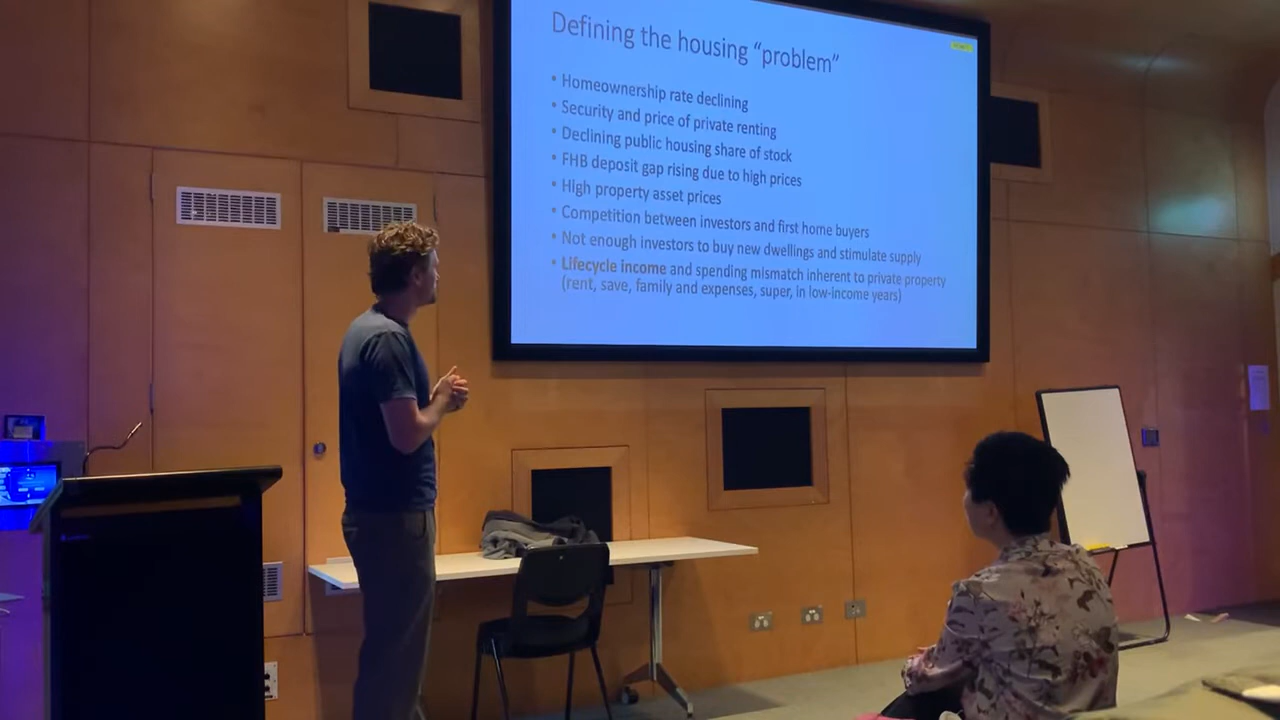 Defining the housing “problem”
• Homeownership rate declining
• Security and price of private renting
• Declining public housing share of stock
• FHB deposit gap rising due to high prices
• High property asset prices
• Competition between investors and first home buyers
• Not enough investors to buy new dwellings and stimulate supply
• Lifecycle income and spending mismatch inherent to private property
(rent, save, family and expenses, super, in low-income years)